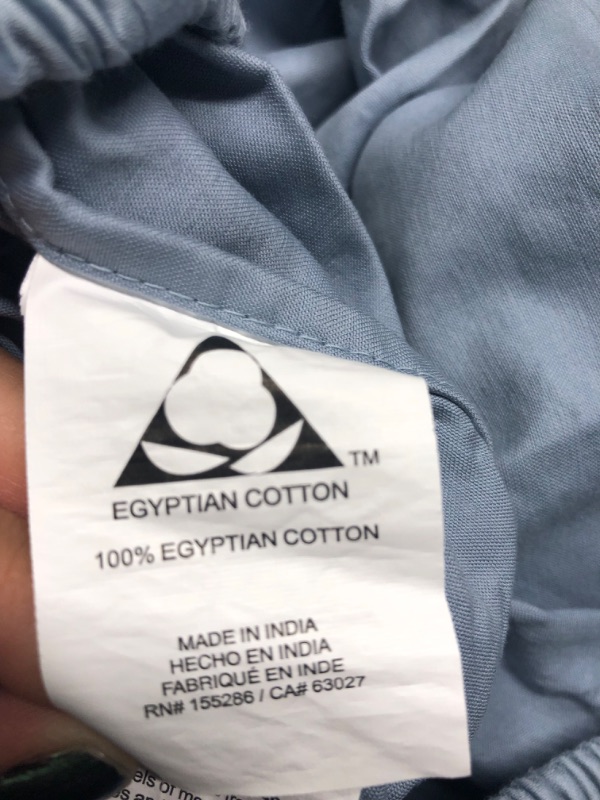 TM
EGYPTIAN COTTON
100% EGYPTIAN COTTON
MADE IN INDIA
HECHO EN INDIA
FABRIQUÉ EN INDE
RN# 155286 / CA# 63027